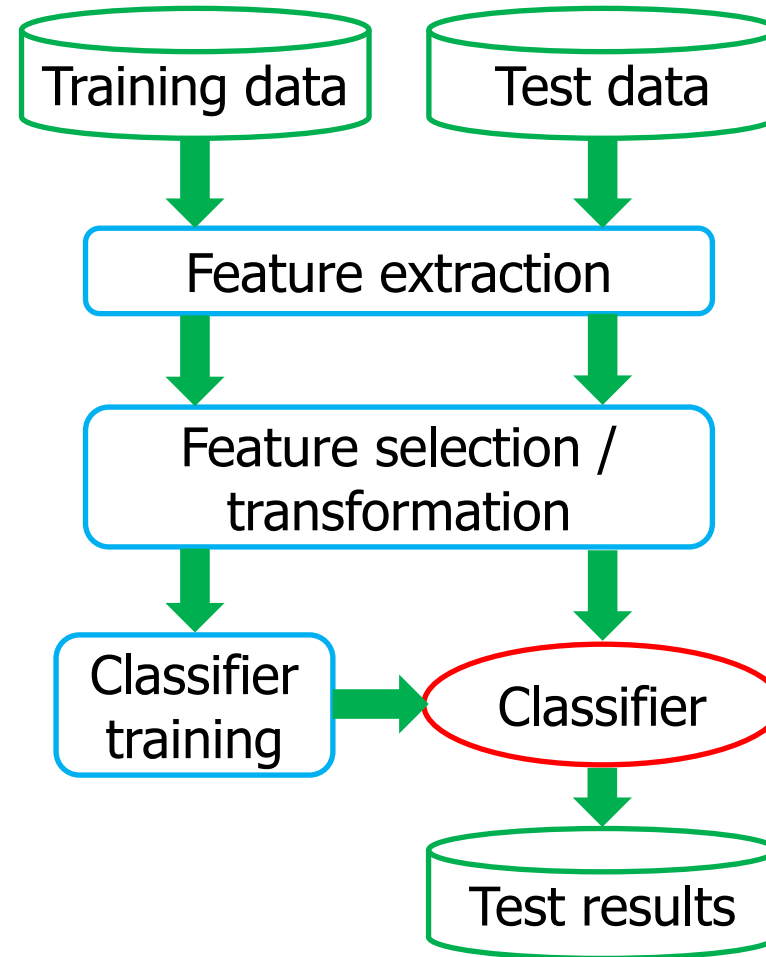 Training data
Test data
Feature extraction
Feature selection /
transformation
Classifier
training
Classifier
Test results